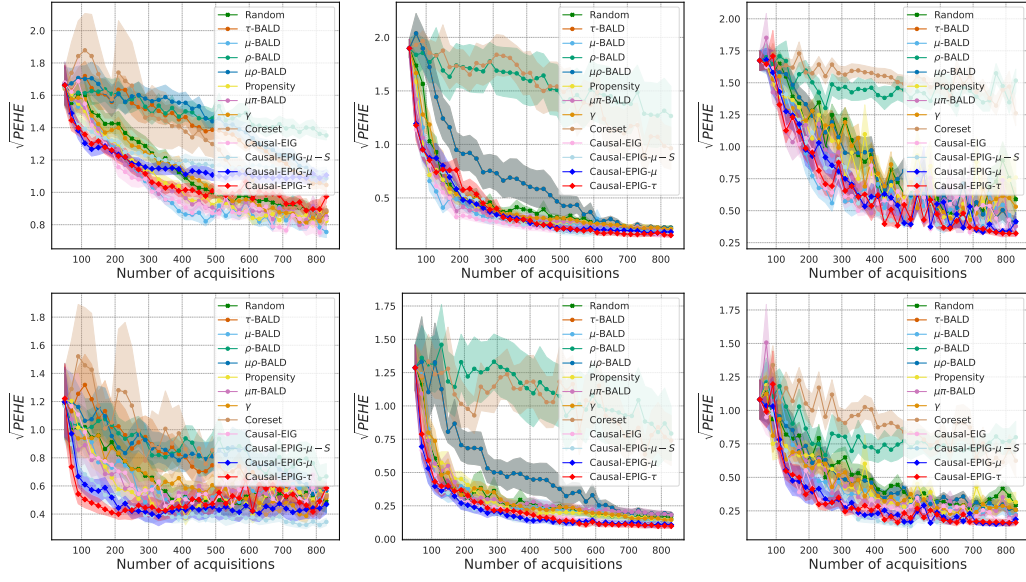 2.0
1.8
1.6
1.4
1.2
1.0
0.8
√PEHE
100 200 300 400 500 600 700 800
Number of acquisitions
Random
τ-BALD
μ-BALD
ρ-BALD
μρ-BALD
Propensity
μπ-BALD
γ
Coreset
Causal-EIG
Causal-EPIG-μ−S
Causal-EPIG-μ
Causal-EPIG-τ
2.0
1.5
1.0
0.5
√PEHE
100 200 300 400 500 600 700 800
Number of acquisitions
Random
τ-BALD
μ-BALD
ρ-BALD
μρ-BALD
Propensity
μπ-BALD
γ
Coreset
Causal-EIG
Causal-EPIG-μ−S
Causal-EPIG-μ
Causal-EPIG-τ
2.00
1.75
1.50
1.25
1.00
0.75
0.50
0.25
√PEHE
100 200 300 400 500 600 700 800
Number of acquisitions
Random
τ-BALD
μ-BALD
ρ-BALD
μρ-BALD
Propensity
μπ-BALD
γ
Coreset
Causal-EIG
Causal-EPIG-μ−S
Causal-EPIG-μ
Causal-EPIG-τ
1.8
1.6
1.4
1.2
1.0
0.8
0.6
0.4
√PEHE
100 200 300 400 500 600 700 800
Number of acquisitions
Random
τ-BALD
μ-BALD
ρ-BALD
μρ-BALD
Propensity
μπ-BALD
γ
Coreset
Causal-EIG
Causal-EPIG-μ−S
Causal-EPIG-μ
Causal-EPIG-τ
1.75
1.50
1.25
1.00
0.75
0.50
0.25
0.00
√PEHE
100 200 300 400 500 600 700 800
Number of acquisitions
Random
τ-BALD
μ-BALD
ρ-BALD
μρ-BALD
Propensity
μπ-BALD
γ
Coreset
Causal-EIG
Causal-EPIG-μ−S
Causal-EPIG-μ
Causal-EPIG-τ
1.75
1.50
1.25
1.00
0.75
0.50
0.25
√PEHE
100 200 300 400 500 600 700 800
Number of acquisitions
Random
τ-BALD
μ-BALD
ρ-BALD
μρ-BALD
Propensity
μπ-BALD
γ
Coreset
Causal-EIG
Causal-EPIG-μ−S
Causal-EPIG-μ
Causal-EPIG-τ